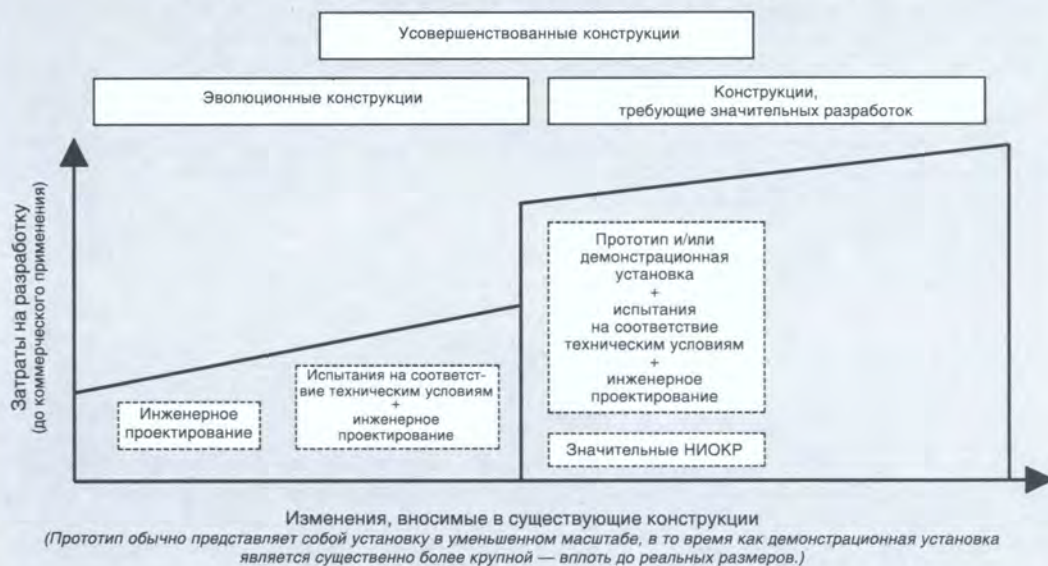 Усовершенствованные конструкции
Эволюционные конструкции
Конструкции,
требующие значительных разработок
Затраты на разработку
(до коммерческого применения)
Инженерное
проектирование
Испытания на соответст-
вие техническим условиям
+
инженерное
проектирование
Прототип и/или
демонстрационная
установка
+
испытания
на соответствие
техническим условиям
+
инженерное
проектирование
Значительные НИОКР
Изменения, вносимые в существующие конструкции
(Прототип обычно представляет собой установку в уменьшенном масштабе, в то время как демонстрационная установка
является существенно более крупной — вплоть до реальных размеров.)